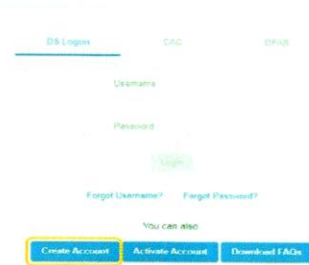 DS Logon CAC DFAS
Username
Password
Login
Forgot Username? Forgot Password?
You can also
Create Account Activate Account Download FAQs